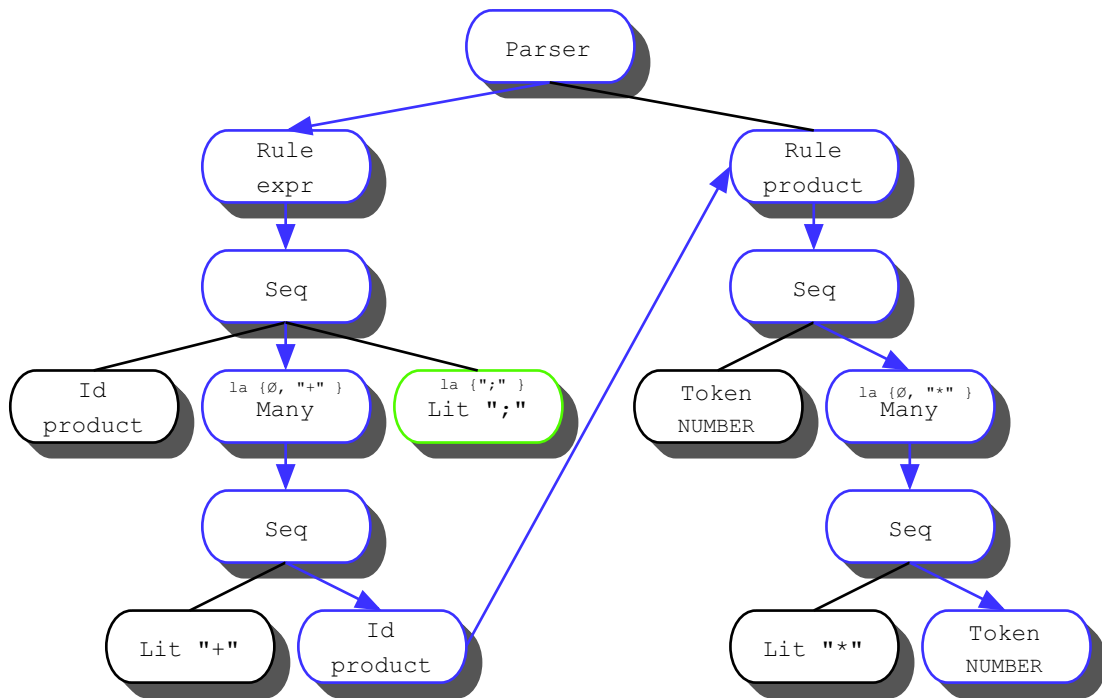 Parser
Rule
expr
Rule
product
Seq
Seq
Id
product
la {Ø, "+" }
Many
la {";" }
Lit ";"
Token
NUMBER
la {Ø, "*" }
Many
Seq
Seq
Lit "+"
Id
product
Lit "*"
Token
NUMBER